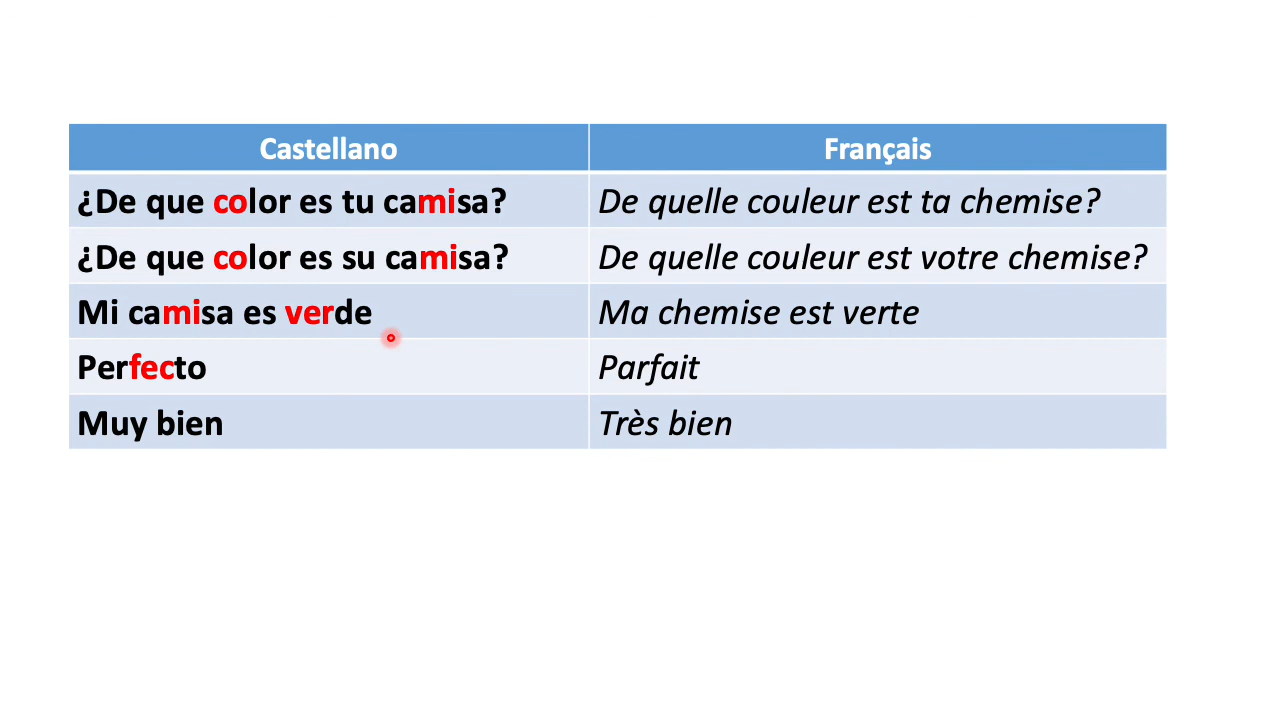 Castellano Français
¿De que color es tu camisa? De quelle couleur est ta chemise?
¿De que color es su camisa? De quelle couleur est votre chemise?
Mi camisa es verde Ma chemise est verte
Perfecto Parfait
Muy bien Très bien